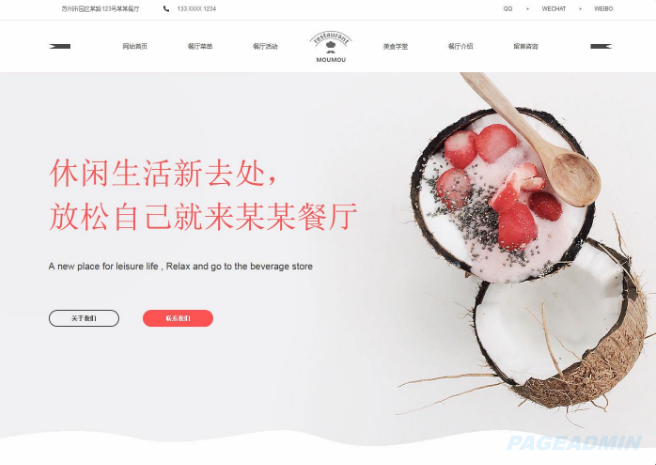 苏州市园区某路123号某某餐厅 133 XXXX 1234 QQ WECHAT WEIBO
网站首页 餐厅菜单 餐厅活动 restaurant 美食学堂 餐厅介绍 留言咨询
MOUMOU
休闲生活新去处，
放松自己就来某某餐厅
A new place for leisure life , Relax and go to the beverage store
关于我们 联系我们
PAGEADMIN